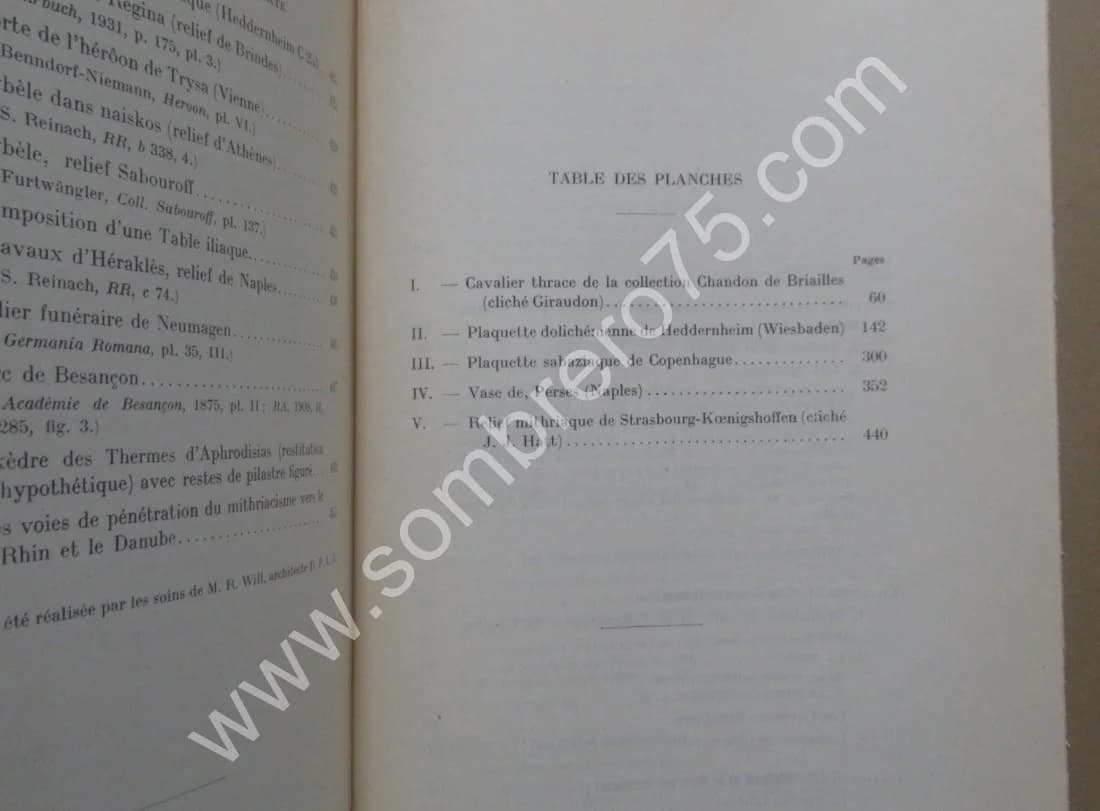 que (Heddernheim C
Regina (relief de Brindes)
rbuch, 1931, p. 175, pl. 3.)
rte de l'hérôon de Trysa (Vienne)
Benndorf-Niemann, Heroon, pl. VI.)
bèle dans naiskos (relief d'Athènes)
S. Reinach, RR, b 338, 4.)
bèle, relief Sabouroff
Furtwängler, Coll. Sabouroff, pl. 137.)
mposition d'une Table iliaque
avaux d'Héraklès, relief de Naples
S. Reinach, RR, c 74.)
lier funéraire de Neumagen
Germania Romana, pl. 35, III.)
rc de Besançon
Académie de Besançon, 1875, pl. II; RA, 1909, II,
285, fig. 3.)
xèdre des Thermes d'Aphrodisias (restitution
hypothétique) avec restes de pilastre figuré
s voies de pénétration du mithriacisme vers le
Rhin et le Danube
été réalisée par les soins de M. R. Will, architecte D. P. L. G.
TABLE DES PLANCHES
Pages
I. — Cavalier thrace de la collection Chandon de Briailles
(cliché Giraudon) 60
II. — Plaquette dolichénienne de Heddernheim (Wiesbaden) 142
III. — Plaquette sabaziaque de Copenhague 300
IV. — Vase de, Perses (Naples) 352
V. — Relief mithriaque de Strasbourg-Kœnigshoffen (cliché
J. J. Hatt) 440
www.sombrero75.com